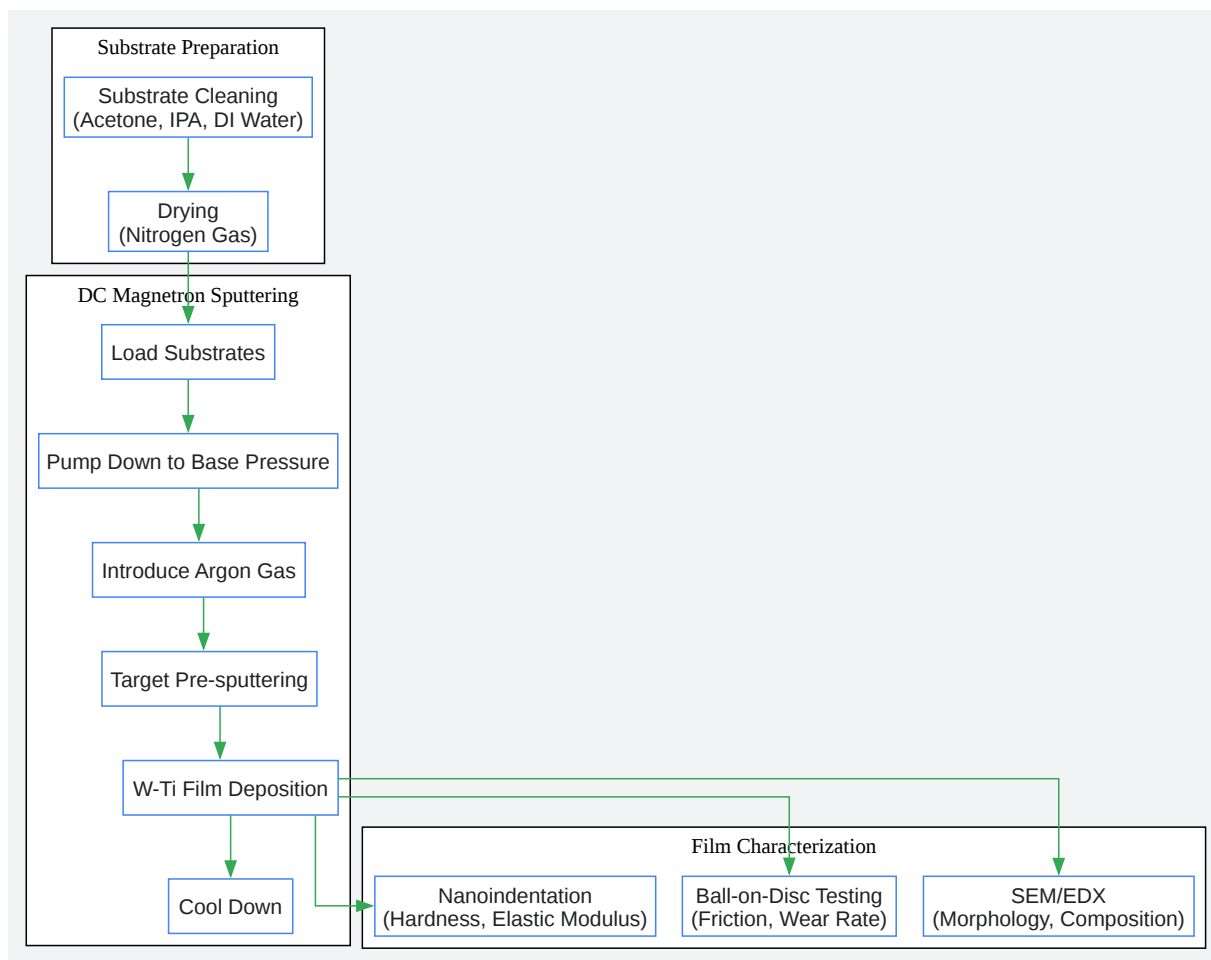 Substrate Preparation
Substrate Cleaning
(Acetone, IPA, DI Water)
Drying
(Nitrogen Gas)
DC Magnetron Sputtering
Load Substrates
Pump Down to Base Pressure
Introduce Argon Gas
Target Pre-sputtering
W-Ti Film Deposition
Cool Down
Film Characterization
Nanoindentation
(Hardness, Elastic Modulus)
Ball-on-Disc Testing
(Friction, Wear Rate)
SEM/EDX
(Morphology, Composition)